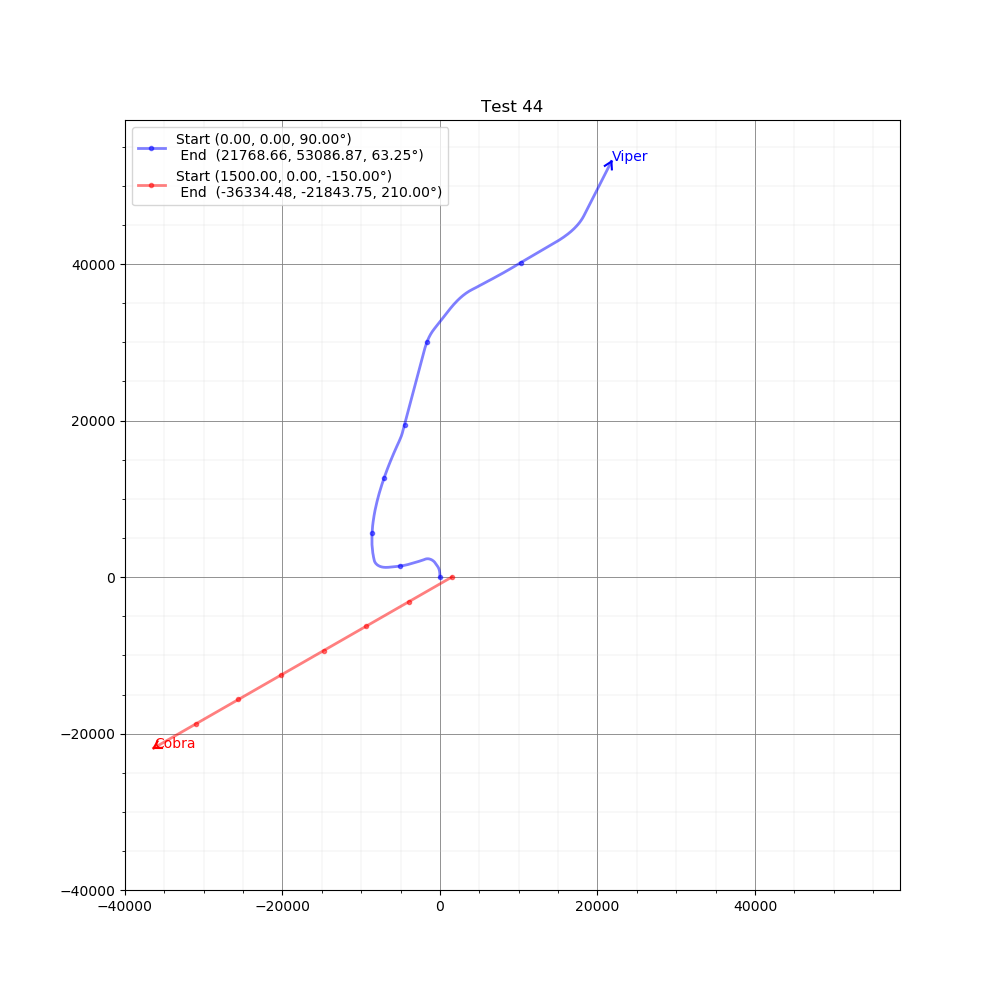 Test 44
Start (0.00, 0.00, 90.00°)
End (21768.66, 53086.87, 63.25°)
Start (1500.00, 0.00, -150.00°)
End (-36334.48, -21843.75, 210.00°)
Viper
Cobra
40000
20000
0
−20000
−40000
−40000
−20000
0
20000
40000